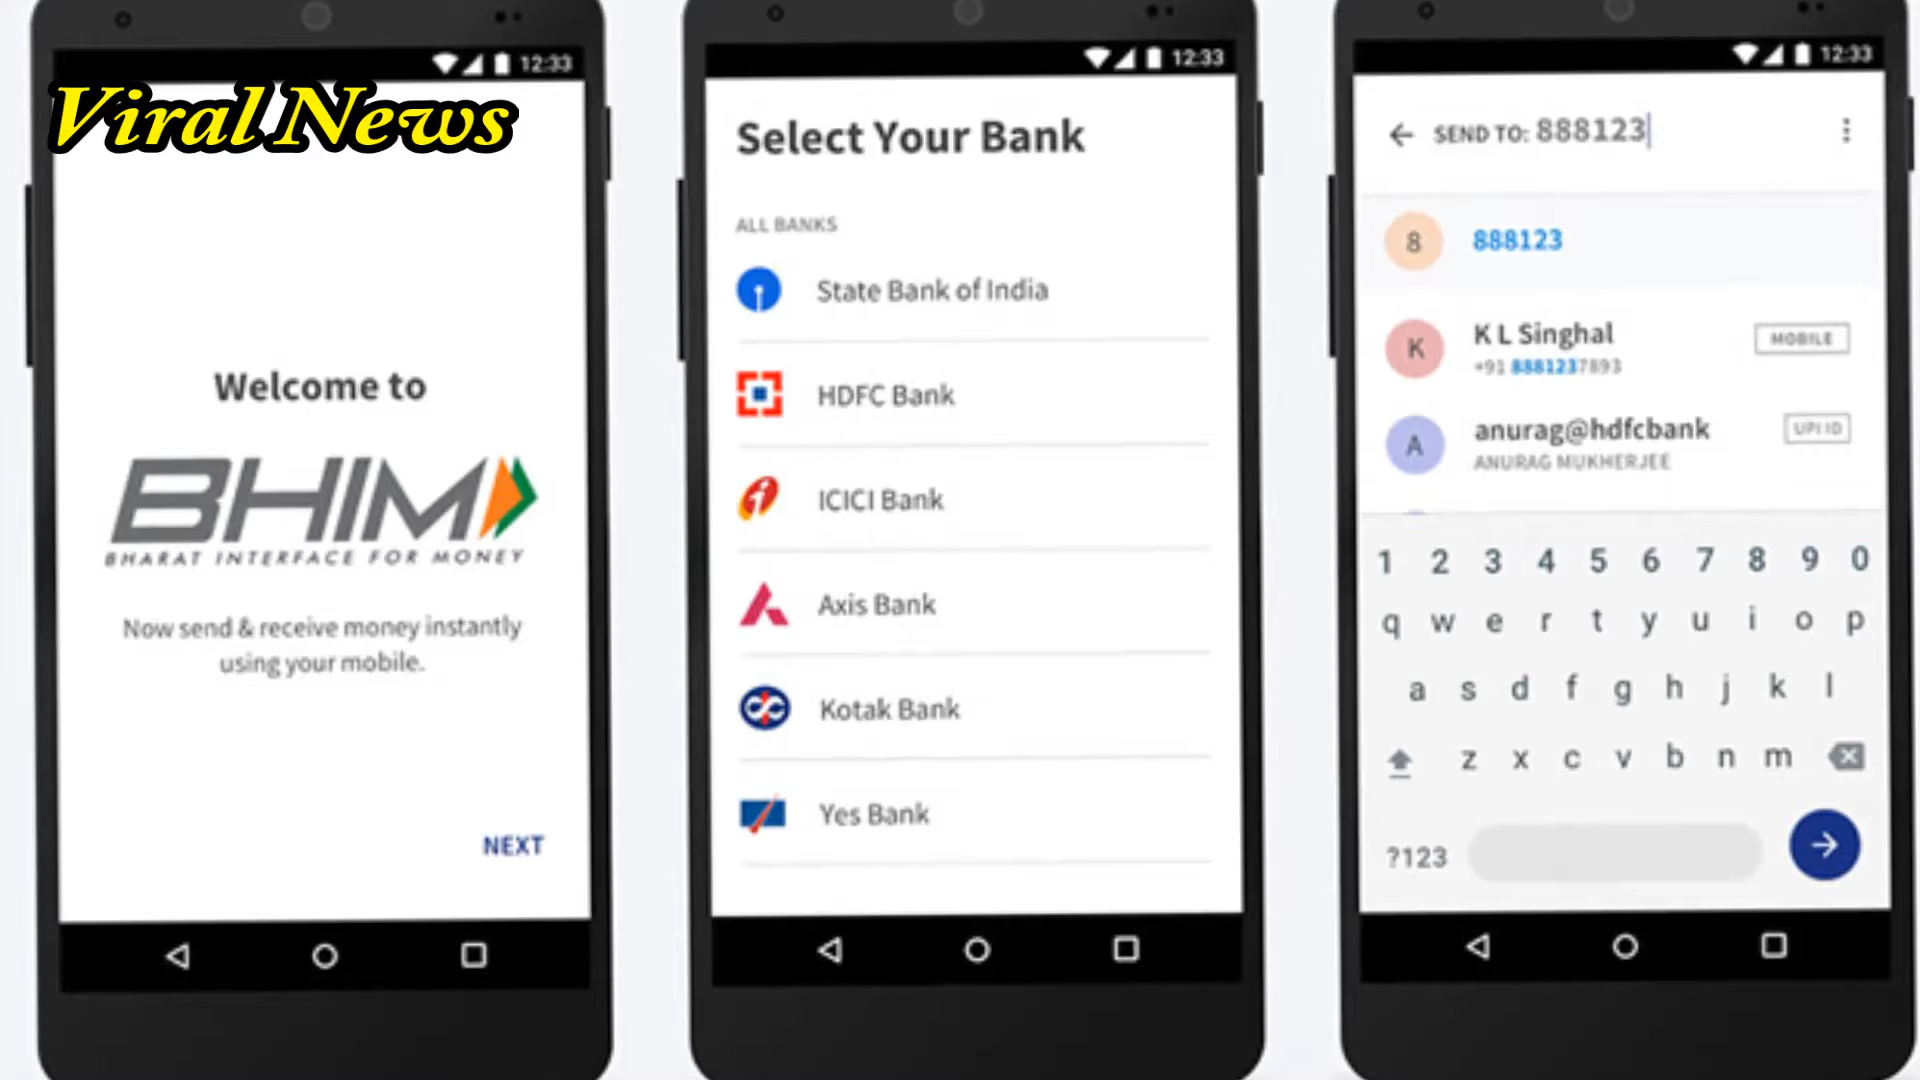 12:33
Viral News
Welcome to
BHIM
BHARAT INTERFACE FOR MONEY
Now send & receive money instantly
using your mobile.
NEXT
12:33
Select Your Bank
ALL BANKS
State Bank of India
HDFC Bank
ICICI Bank
Axis Bank
Kotak Bank
Yes Bank
12:33
SEND TO: 888123
8 888123
K K L Singhal MOBILE
+91 8881237893
A anurag@hdfcbank UPI ID
ANURAG MUKHERJEE
1 2 3 4 5 6 7 8 9 0
q w e r t y u i o p
a s d f g h j k l
z x c v b n m
?123